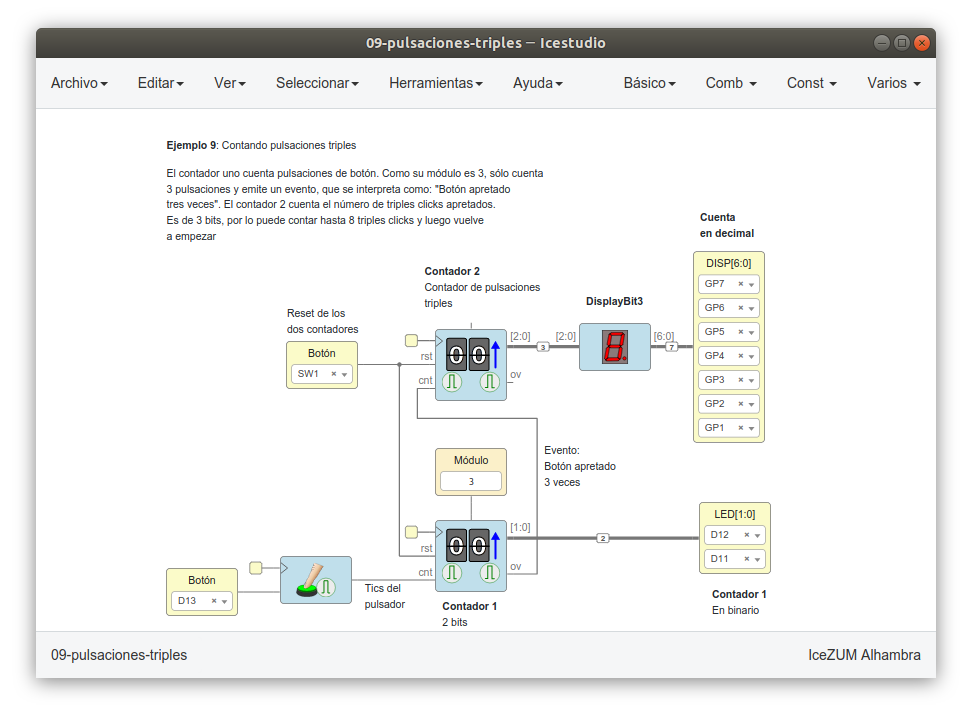 09-pulsaciones-triples — Icestudio
Archivo Editar Ver Seleccionar Herramientas Ayuda Básico Comb Const Varios
Ejemplo 9: Contando pulsaciones triples
El contador uno cuenta pulsaciones de botón. Como su módulo es 3, sólo cuenta
3 pulsaciones y emite un evento, que se interpreta como: "Botón apretado
tres veces". El contador 2 cuenta el número de triples clicks apretados.
Es de 3 bits, por lo puede contar hasta 8 triples clicks y luego vuelve
a empezar
Cuenta
en decimal
DISP[6:0]
GP7
GP6
GP5
GP4
GP3
GP2
GP1
Contador 2
Contador de pulsaciones
triples
DisplayBit3
Reset de los
dos contadores
Botón
SW1
rst
cnt
00
[2:0]
ov
3
[2:0]
8.
[6:0]
7
Evento:
Botón apretado
3 veces
Módulo
3
rst
cnt
00
[1:0]
ov
2
LED[1:0]
D12
D11
Contador 1
En binario
Botón
D13
Tics del
pulsador
Contador 1
2 bits
09-pulsaciones-triples
IceZUM Alhambra